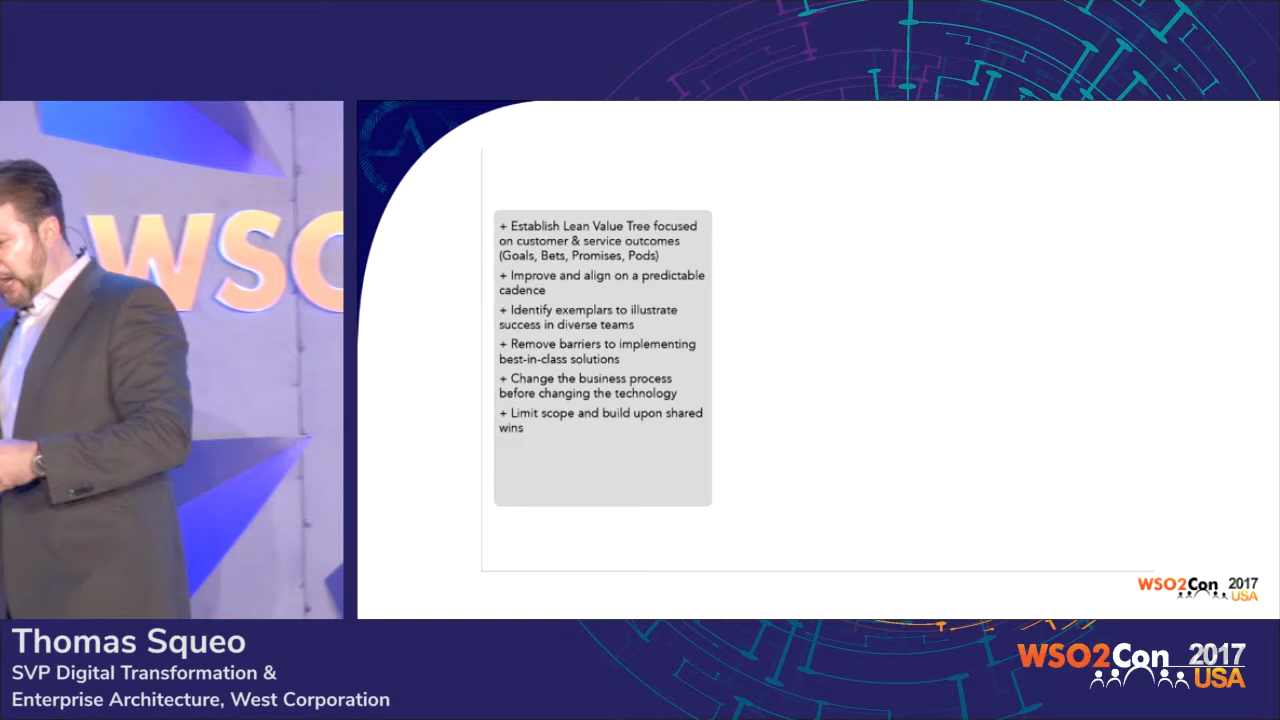 WSO
+ Establish Lean Value Tree focused
on customer & service outcomes
(Goals, Bets, Promises, Pods)
+ Improve and align on a predictable
cadence
+ Identify exemplars to illustrate
success in diverse teams
+ Remove barriers to implementing
best-in-class solutions
+ Change the business process
before changing the technology
+ Limit scope and build upon shared
wins
WSO2Con 2017
USA
Thomas Squeo
SVP Digital Transformation &
Enterprise Architecture, West Corporation
WSO2Con 2017
USA